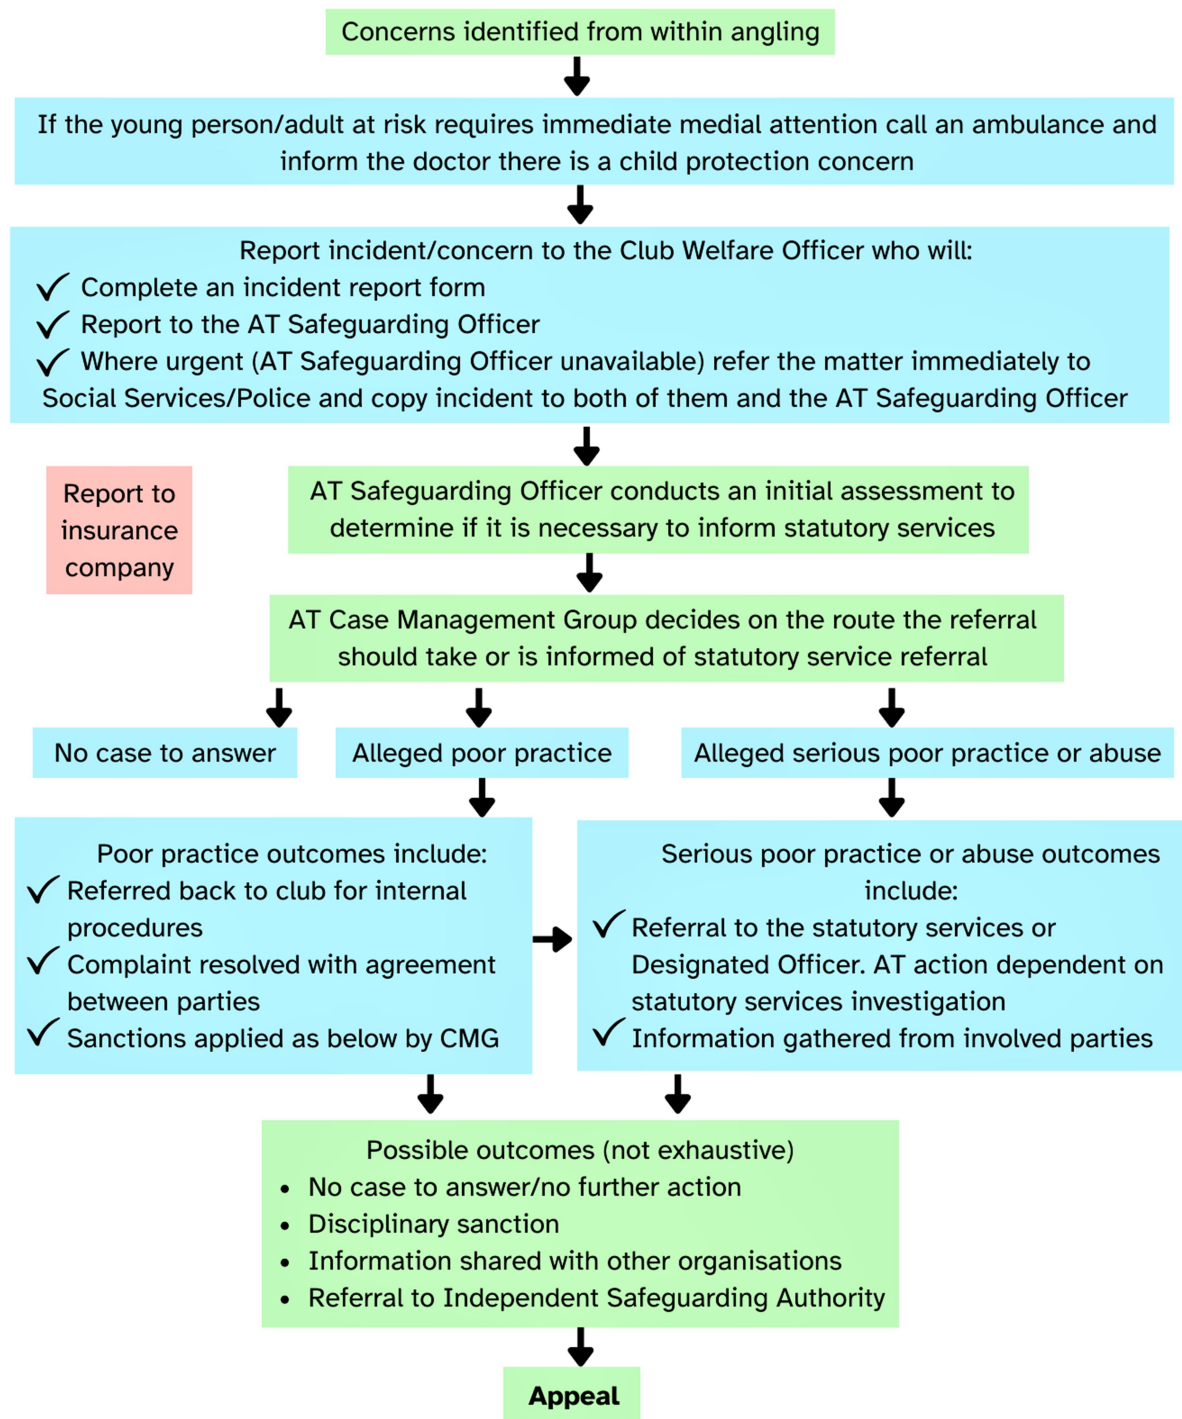 Concerns identified from within angling
If the young person/adult at risk requires immediate medial attention call an ambulance and
inform the doctor there is a child protection concern
Report incident/concern to the Club Welfare Officer who will:
✓ Complete an incident report form
✓ Report to the AT Safeguarding Officer
✓ Where urgent (AT Safeguarding Officer unavailable) refer the matter immediately to
Social Services/Police and copy incident to both of them and the AT Safeguarding Officer
Report to
insurance
company
AT Safeguarding Officer conducts an initial assessment to
determine if it is necessary to inform statutory services
AT Case Management Group decides on the route the referral
should take or is informed of statutory service referral
No case to answer
Alleged poor practice
Alleged serious poor practice or abuse
Poor practice outcomes include:
✓ Referred back to club for internal
procedures
✓ Complaint resolved with agreement
between parties
✓ Sanctions applied as below by CMG
Serious poor practice or abuse outcomes
include:
✓ Referral to the statutory services or
Designated Officer. AT action dependent on
statutory services investigation
✓ Information gathered from involved parties
Possible outcomes (not exhaustive)
• No case to answer/no further action
• Disciplinary sanction
• Information shared with other organisations
• Referral to Independent Safeguarding Authority
Appeal